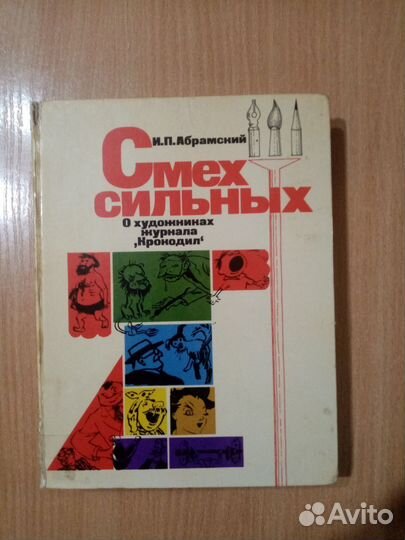 И.П.Абрамский
Смех
сильных
О художниках
журнала
„Крокодил“
Avito